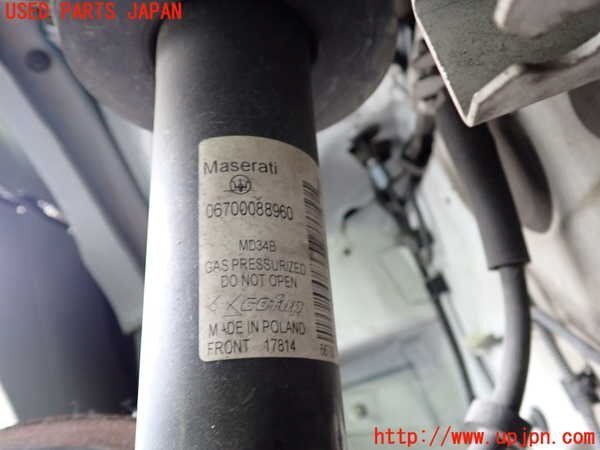 USED PARTS JAPAN
Maserati
06700088960
MD34B
GAS PRESSURIZED
DO NOT OPEN
MADE IN POLAND
FRONT 17814
http://www.upjpn.com/